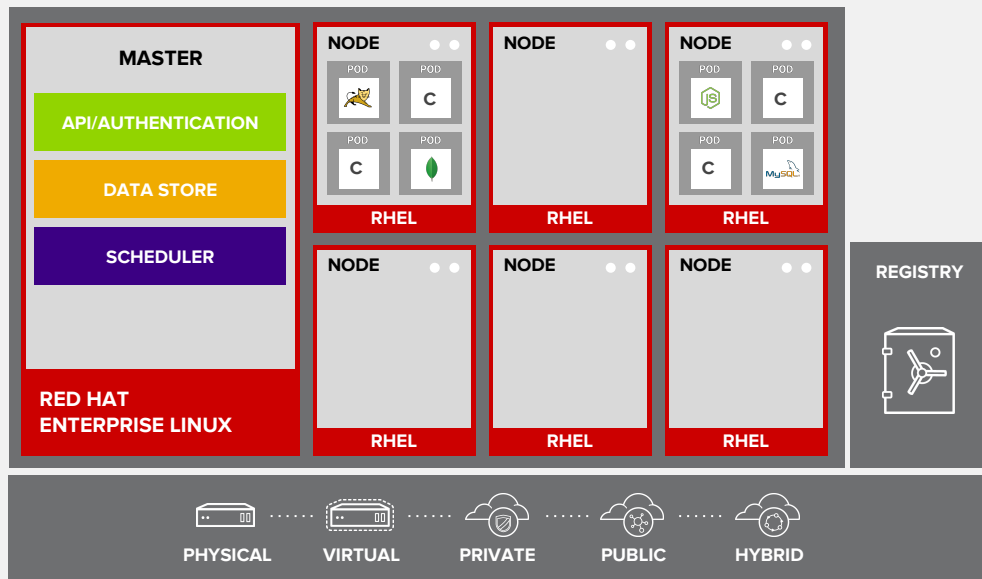 MASTER
API/AUTHENTICATION
DATA STORE
SCHEDULER
RED HAT
ENTERPRISE LINUX
NODE
POD
POD
C
POD
POD
C
RHEL
NODE
RHEL
NODE
POD
POD
JS
C
POD
POD
C
MySQL
RHEL
NODE
RHEL
NODE
RHEL
NODE
RHEL
REGISTRY
PHYSICAL
VIRTUAL
PRIVATE
PUBLIC
HYBRID